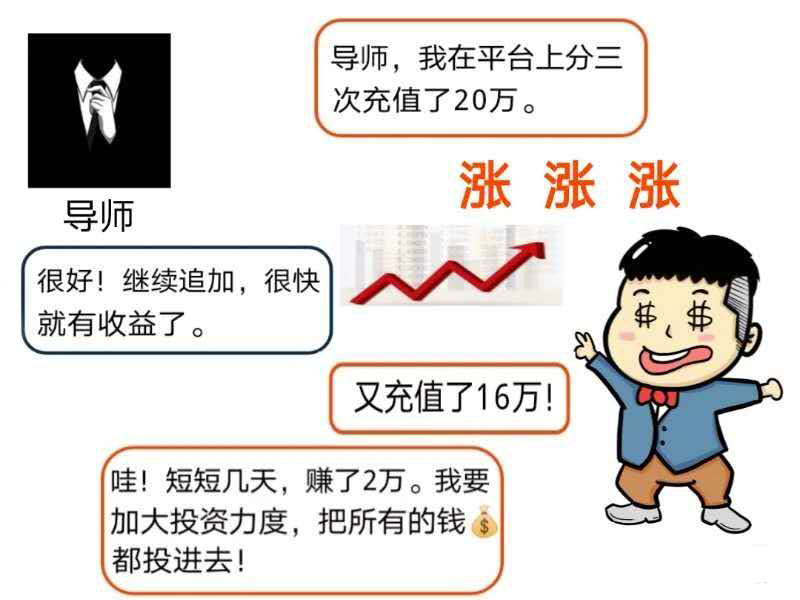 导师，我在平台上分三
次充值了20万。
涨 涨 涨
导师
很好！继续追加，很快
就有收益了。
又充值了16万！
哇！短短几天，赚了2万。我要
加大投资力度，把所有的钱💰
都投进去！